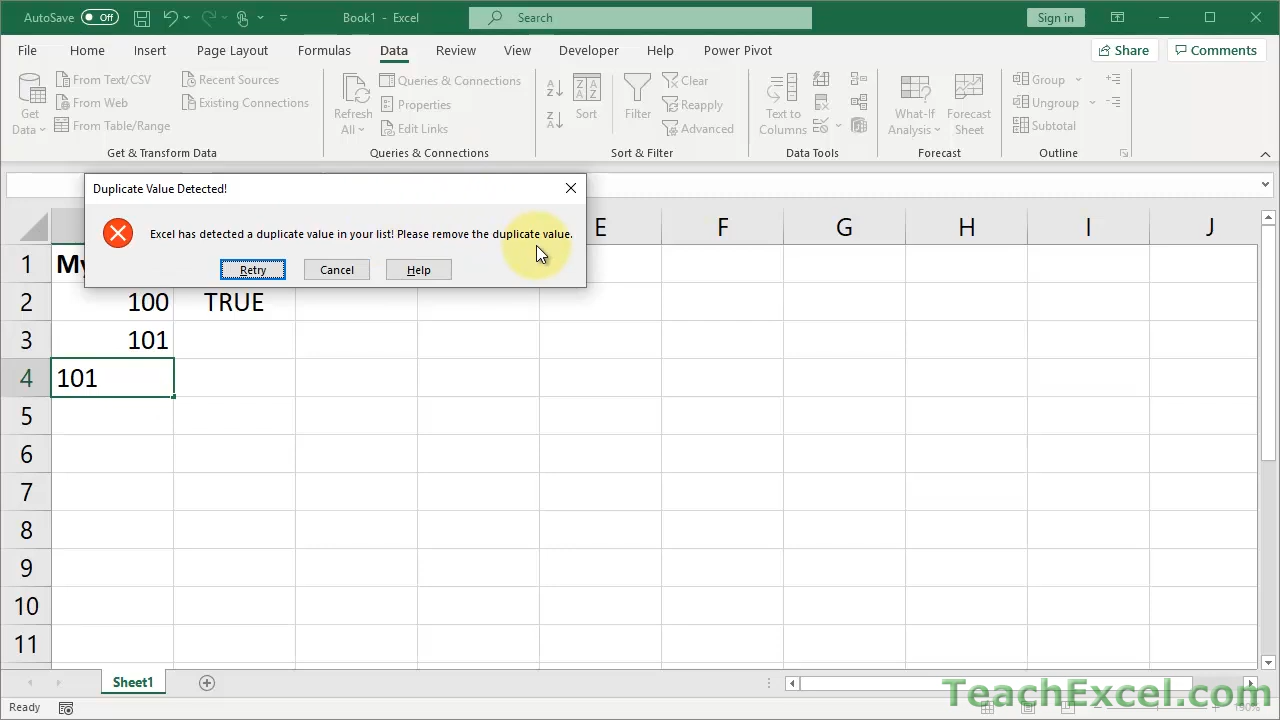 AutoSave Off Book1 - Excel Search Sign in
File Home Insert Page Layout Formulas Data Review View Developer Help Power Pivot Share Comments
Get Data
From Text/CSV
From Web
From Table/Range
Recent Sources
Existing Connections
Get & Transform Data
Refresh All
Queries & Connections
Properties
Edit Links
Queries & Connections
Sort
Filter
Clear
Reapply
Advanced
Sort & Filter
Text to Columns
Data Tools
What-If Analysis
Forecast Sheet
Forecast
Group
Ungroup
Subtotal
Outline
Duplicate Value Detected!
Excel has detected a duplicate value in your list! Please remove the duplicate value.
Retry Cancel Help
E F G H I J
1 My
2 100 TRUE
3 101
4 101
5
6
7
8
9
10
11
Sheet1
Ready
190%
TeachExcel.com